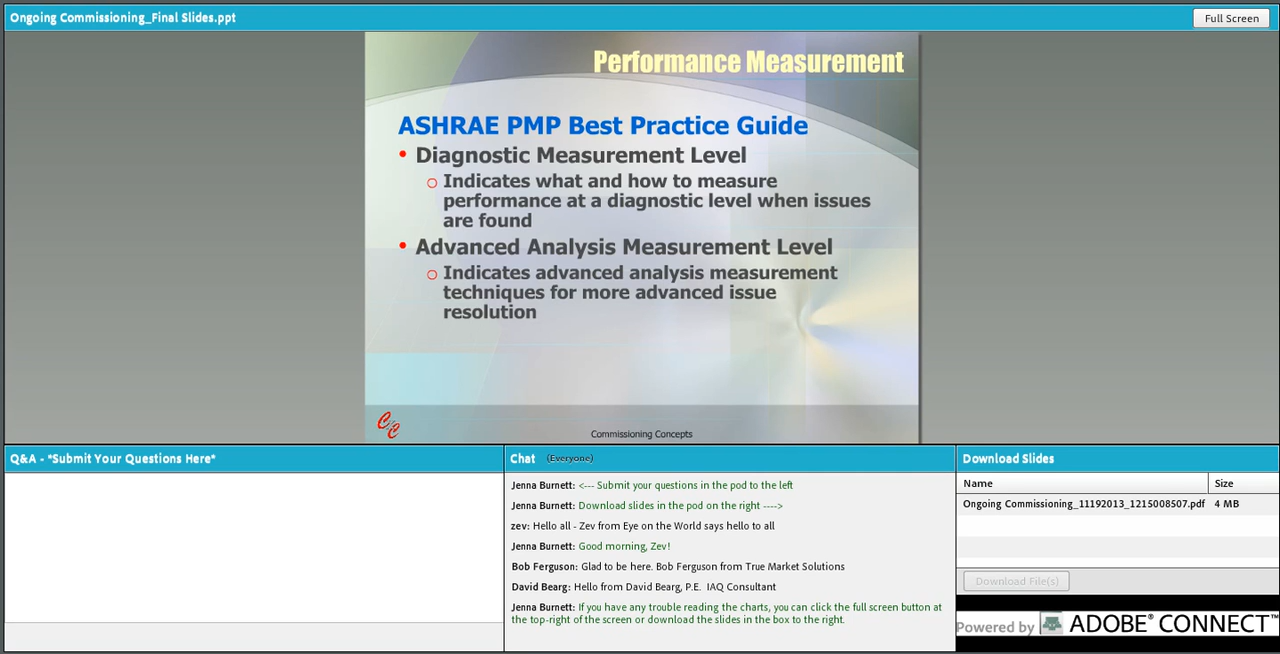 Ongoing Commissioning_Final Slides.ppt
Full Screen
Performance Measurement
ASHRAE PMP Best Practice Guide
• Diagnostic Measurement Level
o Indicates what and how to measure
performance at a diagnostic level when issues
are found
• Advanced Analysis Measurement Level
o Indicates advanced analysis measurement
techniques for more advanced issue
resolution
CC
Commissioning Concepts
Q&A - *Submit Your Questions Here*
Chat (Everyone)
Jenna Burnett: <--- Submit your questions in the pod to the left
Jenna Burnett: Download slides in the pod on the right ---->
zev: Hello all - Zev from Eye on the World says hello to all
Jenna Burnett: Good morning, Zev!
Bob Ferguson: Glad to be here. Bob Ferguson from True Market Solutions
David Bearg: Hello from David Bearg, P.E. IAQ Consultant
Jenna Burnett: If you have any trouble reading the charts, you can click the full screen button at
the top-right of the screen or download the slides in the box to the right.
Download Slides
Name Size
Ongoing Commissioning_11192013_1215008507.pdf 4 MB
Download File(s)
Powered by ADOBE® CONNECT™